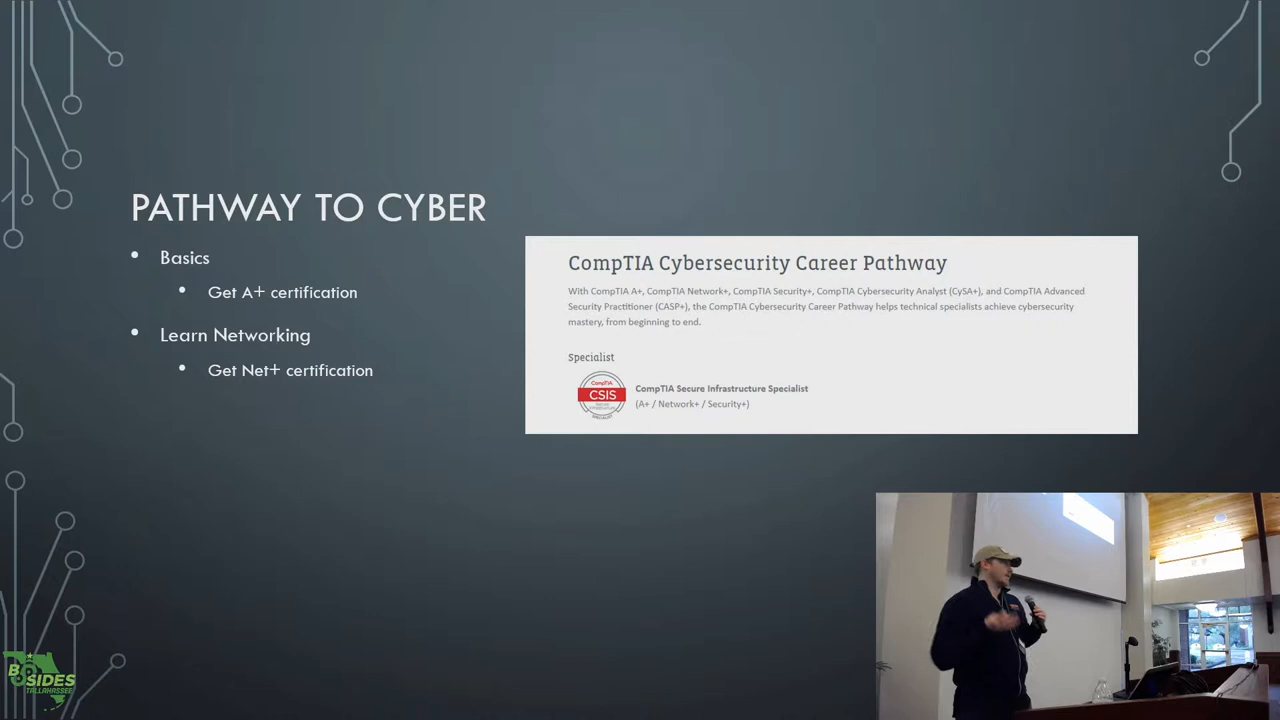 PATHWAY TO CYBER
• Basics
• Get A+ certification
• Learn Networking
• Get Net+ certification
CompTIA Cybersecurity Career Pathway
With CompTIA A+, CompTIA Network+, CompTIA Security+, CompTIA Cybersecurity Analyst (CySA+), and CompTIA Advanced
Security Practitioner (CASP+), the CompTIA Cybersecurity Career Pathway helps technical specialists achieve cybersecurity
mastery, from beginning to end.
Specialist
CompTIA
CSIS
Secure
Infrastructure
SPECIALIST
CompTIA Secure Infrastructure Specialist
(A+ / Network+ / Security+)
BSIDES
TALLAHASSEE